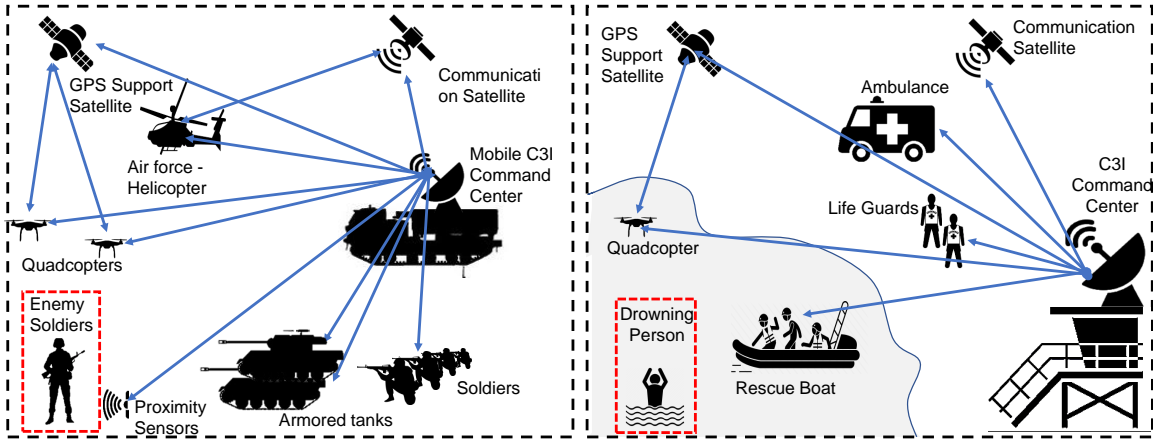 GPS Support
Satellite
Communicati
on Satellite
Air force -
Helicopter
Mobile C3I
Command
Center
Quadcopters
Enemy
Soldiers
Proximity
Sensors
Armored tanks
Soldiers
GPS
Support
Satellite
Communication
Satellite
Ambulance
C3I
Command
Center
Life Guards
Quadcopter
Drowning
Person
Rescue Boat